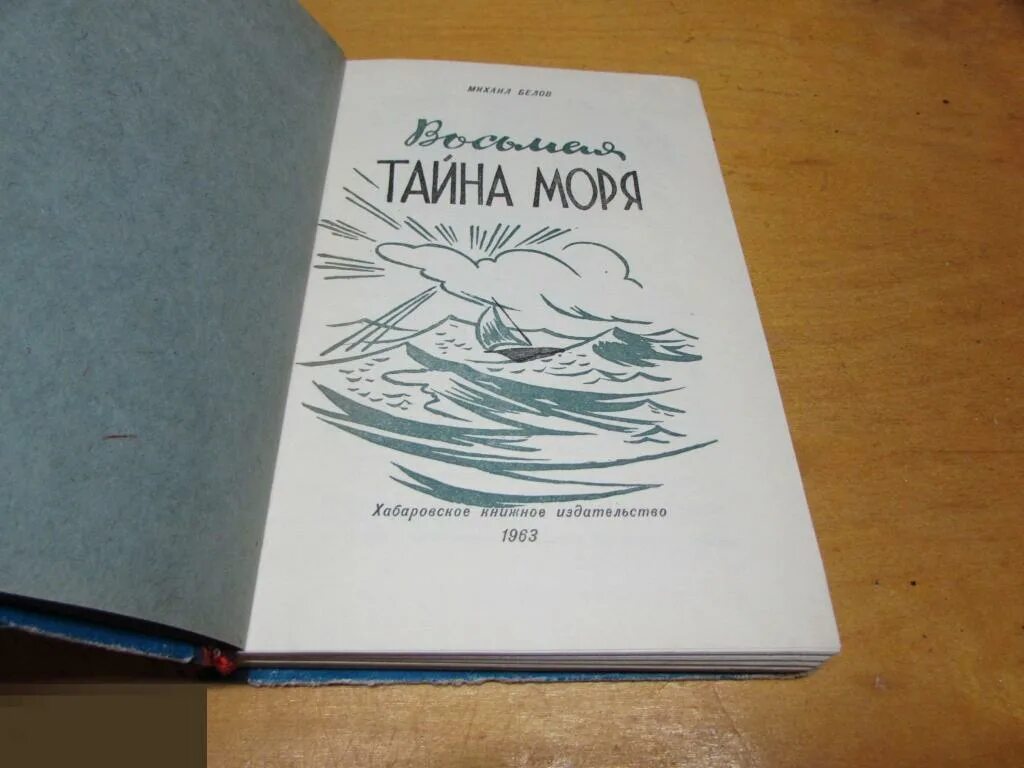 МИХАИЛ БЕЛОВ
Восьмая
ТАЙНА МОРЯ
Хабаровское книжное издательство
1963